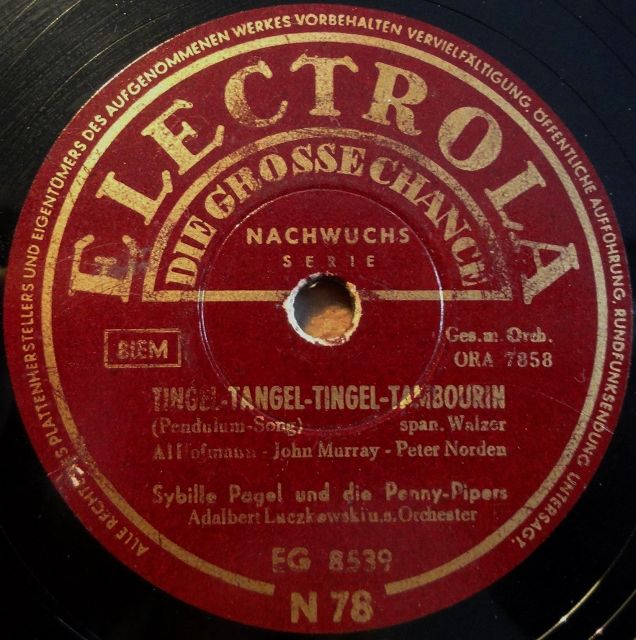 ALLE RECHTE DES PLATTENHERSTELLERS UND EIGENTÜMERS DES AUFGENOMMENEN WERKES VORBEHALTEN VERVIELFÄLTIGUNG, ÖFFENTLICHE AUFFÜHRUNG, RUNDFUNKSENDUNG UNTERSAGT.
ELECTROLA
DIE GROSSE CHANCE
NACHWUCHS
SERIE
BIEM
Ges. m. Orch.
ORA 7858
TINGEL-TANGEL-TINGEL-TAMBOURIN
(Pendulum-Song) span. Walzer
Al Hofmann - John Murray - Peter Norden
Sybille Pagel und die Penny-Pipers
Adalbert Luczkowski u. s. Orchester
EG 8539
N 78